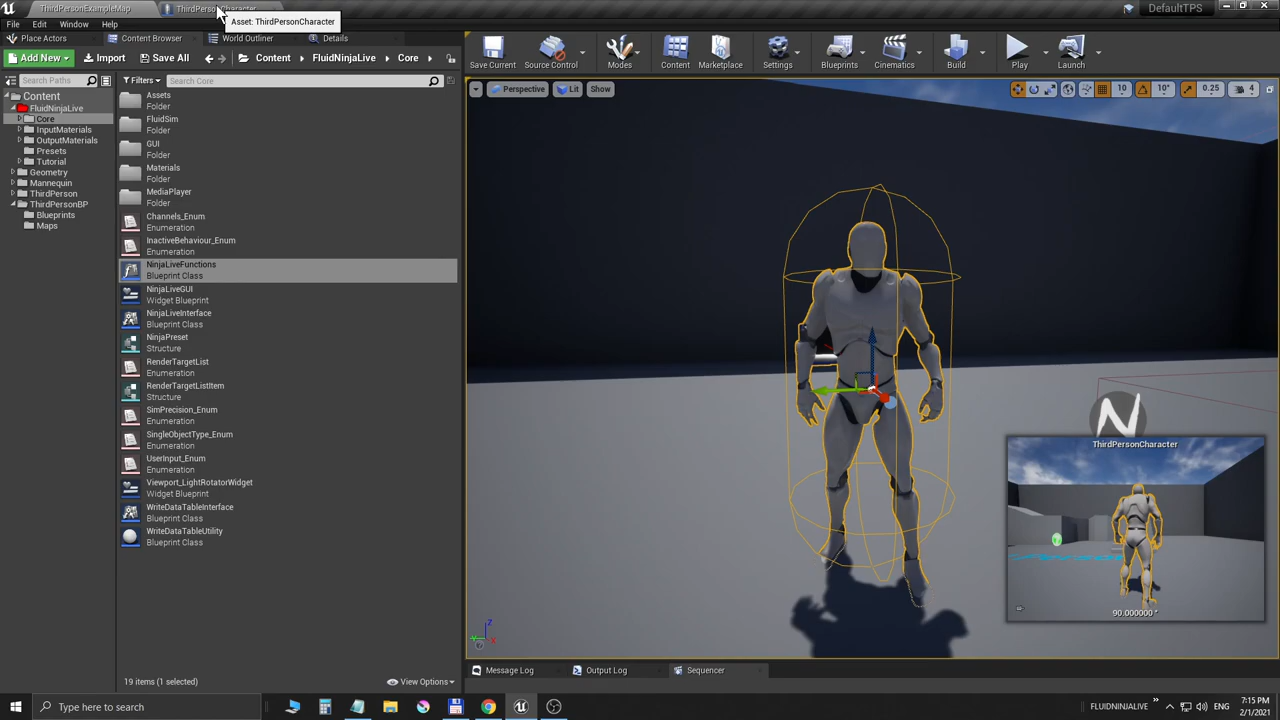 ThirdPersonExampleMap
ThirdPersonCharacter
Asset: ThirdPersonCharacter
DefaultTPS
File Edit Window Help
Place Actors Content Browser World Outliner Details
Add New Import Save All Content FluidNinjaLive Core
Save Current Source Control Modes Content Marketplace Settings Blueprints Cinematics Build Play Launch
Search Paths
Filters Search Core
Perspective Lit Show 10 10° 0.25 4
Content
FluidNinjaLive
Core
InputMaterials
OutputMaterials
Presets
Tutorial
Geometry
Mannequin
ThirdPerson
ThirdPersonBP
Blueprints
Maps
Assets
Folder
FluidSim
Folder
GUI
Folder
Materials
Folder
MediaPlayer
Folder
Channels_Enum
Enumeration
InactiveBehaviour_Enum
Enumeration
NinjaLiveFunctions
Blueprint Class
NinjaLiveGUI
Widget Blueprint
NinjaLiveInterface
Blueprint Class
NinjaPreset
Structure
RenderTargetList
Enumeration
RenderTargetListItem
Structure
SimPrecision_Enum
Enumeration
SingleObjectType_Enum
Enumeration
UserInput_Enum
Enumeration
Viewport_LightRotatorWidget
Widget Blueprint
WriteDataTableInterface
Blueprint Class
WriteDataTableUtility
Blueprint Class
N
ThirdPersonCharacter
90.000000 °
Z
Y
X
19 items (1 selected)
View Options
Message Log Output Log Sequencer
Type here to search
FLUIDNINJALIVE
ENG
7:15 PM
2/1/2021